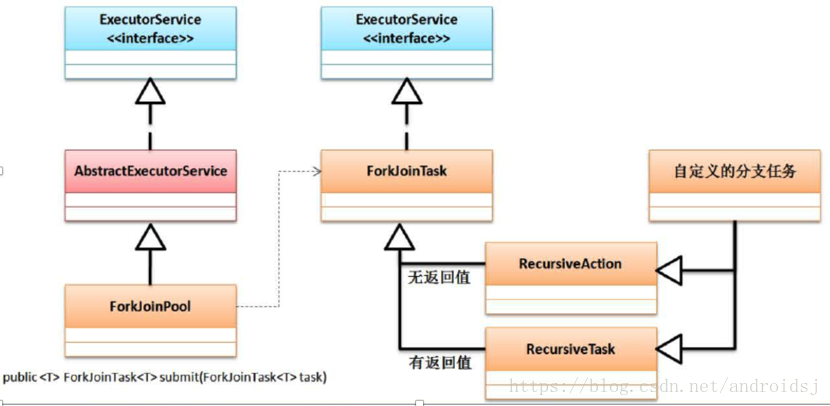 ExecutorService
<<interface>>
ExecutorService
<<interface>>
AbstractExecutorService
ForkJoinTask
自定义的分支任务
ForkJoinPool
无返回值
RecursiveAction
有返回值
RecursiveTask
public <T> ForkJoinTask<T> submit(ForkJoinTask<T> task)
https://blog.csdn.net/androidsj